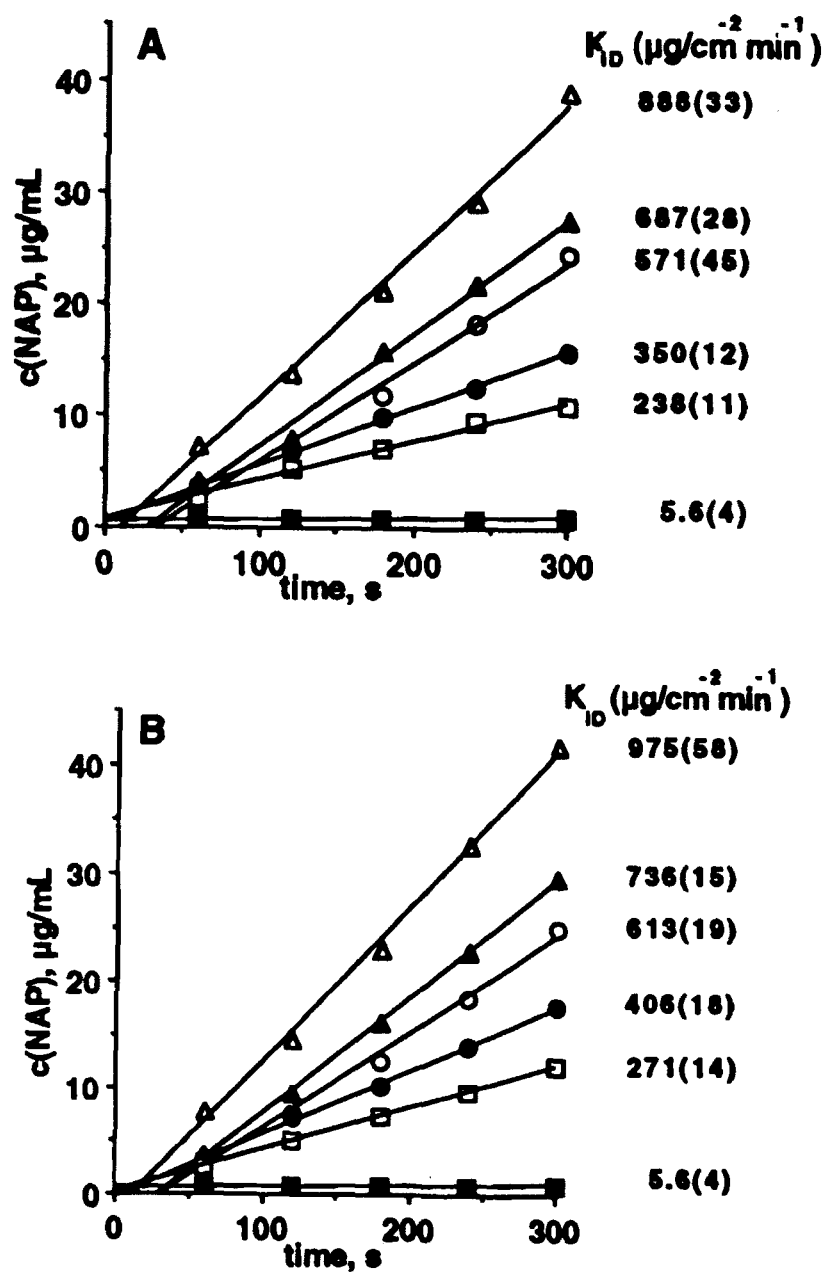 A
K_ID (µg/cm⁻² min⁻¹)
888(33)
687(28)
571(45)
350(12)
238(11)
5.6(4)
c(NAP), µg/mL
40
30
20
10
0
0 100 200 300
time, s
B
K_ID (µg/cm⁻² min⁻¹)
975(58)
736(15)
613(19)
406(18)
271(14)
5.6(4)
c(NAP), µg/mL
40
30
20
10
0
0 100 200 300
time, s